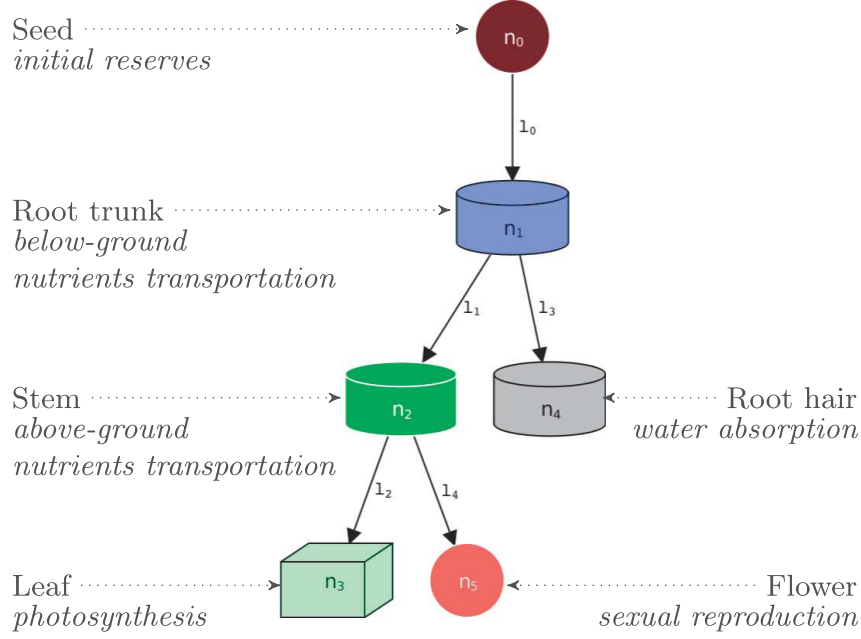 Seed
initial reserves
n₀
l₀
Root trunk
below-ground
nutrients transportation
n₁
l₁
l₃
Stem
above-ground
nutrients transportation
n₂
n₄
Root hair
water absorption
l₂
l₄
Leaf
photosynthesis
n₃
n₅
Flower
sexual reproduction